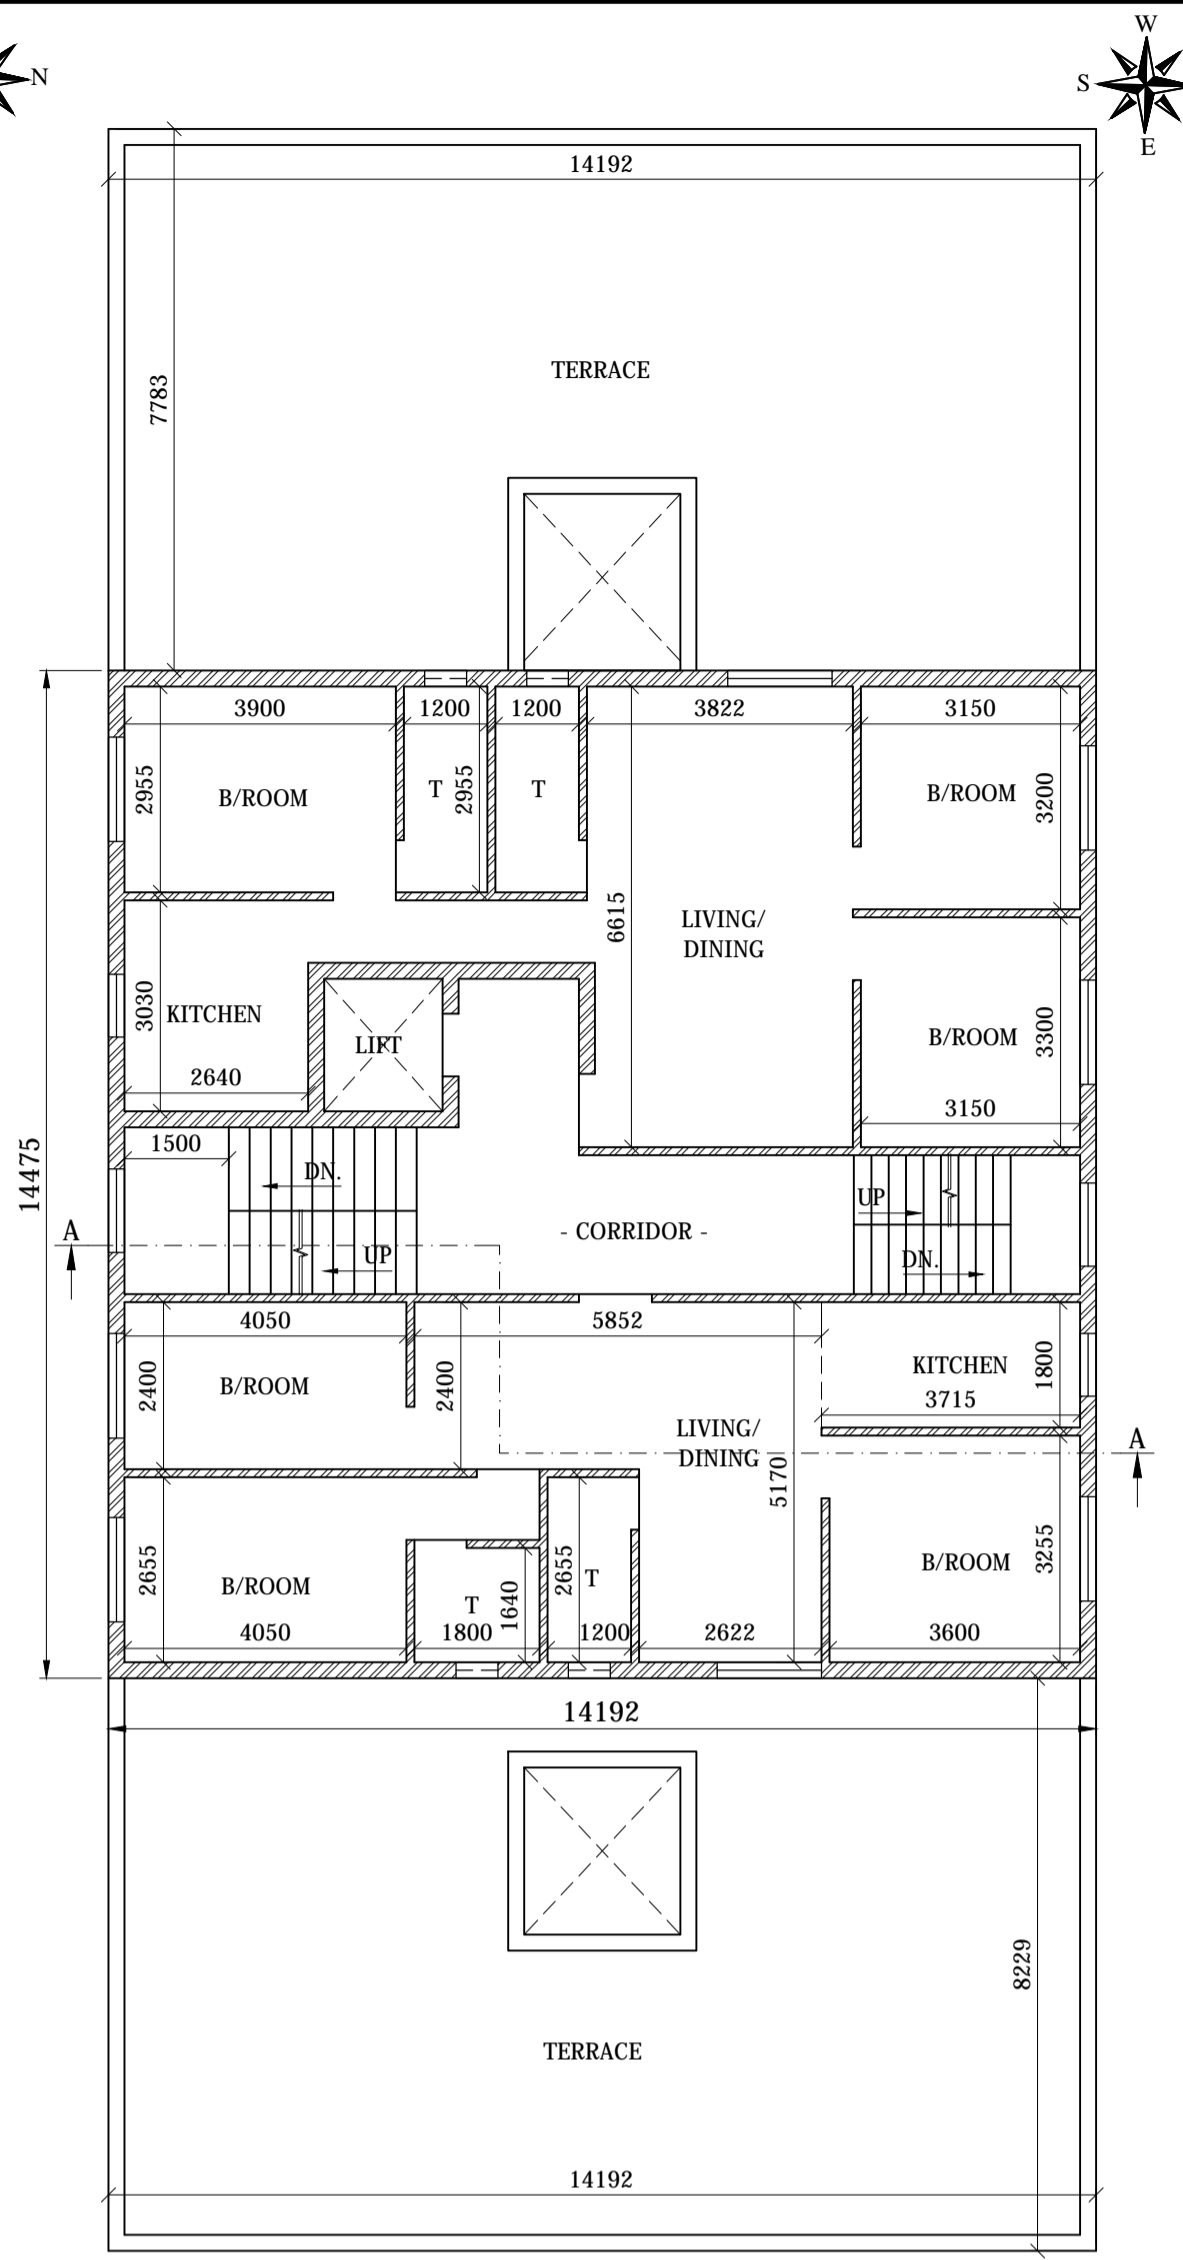 W
N
S
E
14192
7783
TERRACE
3900
1200
1200
3822
3150
2955
B/ROOM
T
2955
T
B/ROOM
3200
6615
LIVING/
DINING
3030
KITCHEN
LIFT
B/ROOM
3300
2640
3150
14475
1500
DN.
UP
A
- CORRIDOR -
UP
DN.
4050
5852
2400
B/ROOM
2400
KITCHEN
1800
3715
LIVING/
DINING
A
5170
2655
B/ROOM
T
1640
2655
T
B/ROOM
3255
4050
1800
1200
2622
3600
14192
8229
TERRACE
14192